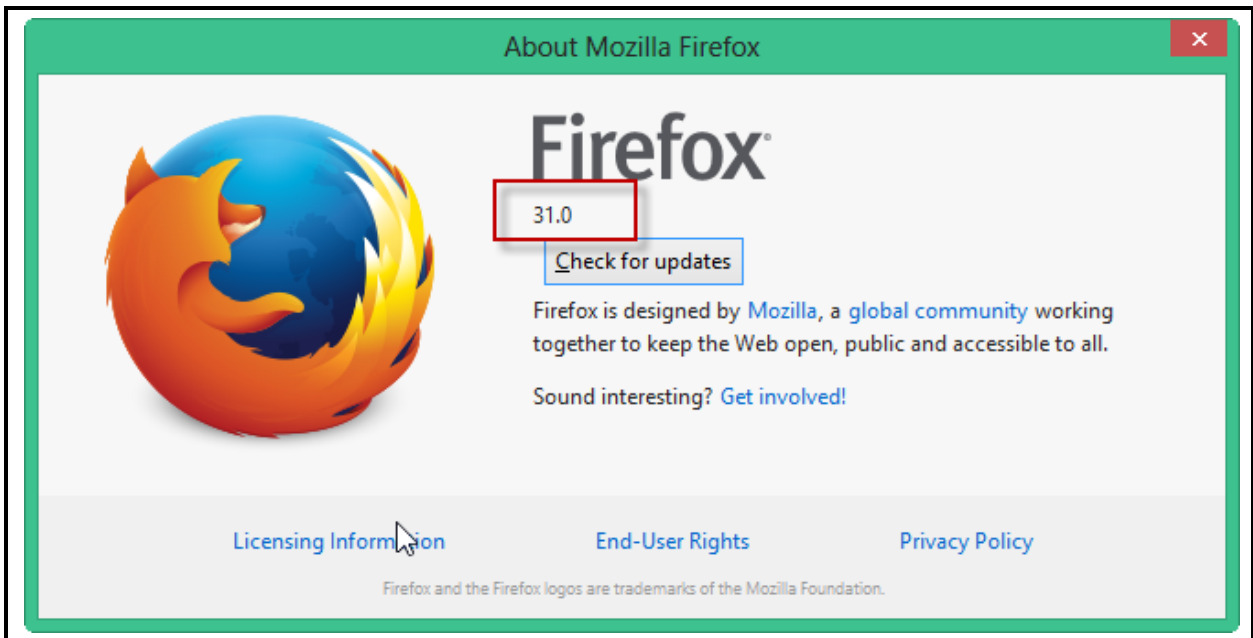 About Mozilla Firefox
Firefox
31.0
Check for updates
Firefox is designed by Mozilla, a global community working
together to keep the Web open, public and accessible to all.
Sound interesting? Get involved!
Licensing Information End-User Rights Privacy Policy
Firefox and the Firefox logos are trademarks of the Mozilla Foundation.